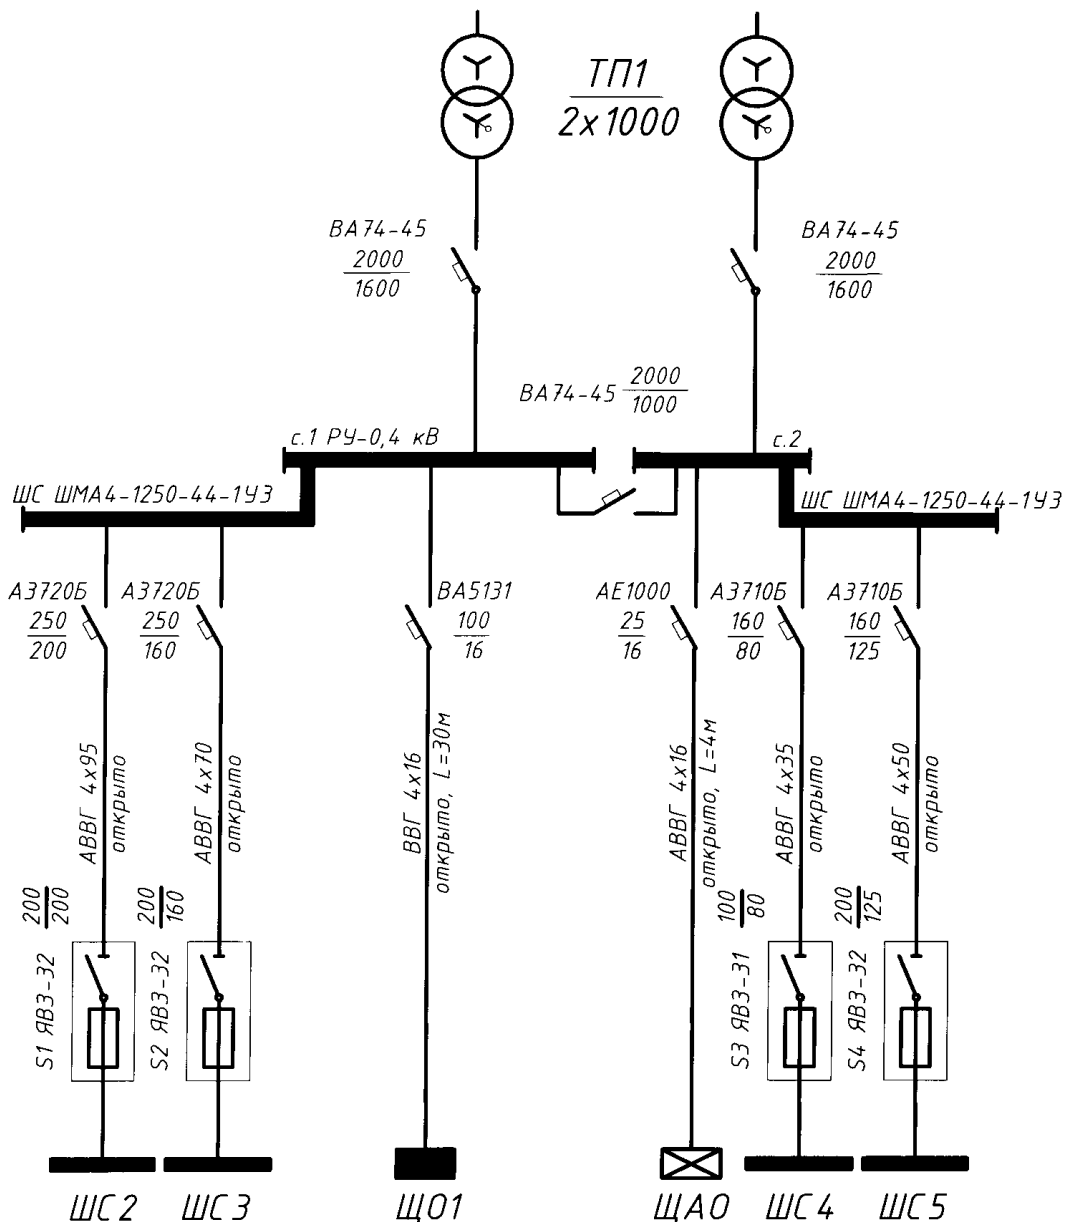 ТП1
2х1000
ВА74-45
2000
1600
ВА74-45
2000
1600
ВА74-45 2000
1000
с.1 РУ-0,4 кВ
с.2
ШС ШМА4-1250-44-1У3
ШС ШМА4-1250-44-1У3
А3720Б
250
200
А3720Б
250
160
ВА5131
100
16
АЕ1000
25
16
А3710Б
160
80
А3710Б
160
125
АВВГ 4х95
открыто
АВВГ 4х70
открыто
ВВГ 4х16
открыто, L=30м
АВВГ 4х16
открыто, L=4м
АВВГ 4х35
открыто
АВВГ 4х50
открыто
200
200
S1 ЯВЗ-32
200
160
S2 ЯВЗ-32
100
80
S3 ЯВЗ-31
200
125
S4 ЯВЗ-32
ШС2
ШС3
ЩО1
ЩАО
ШС4
ШС5